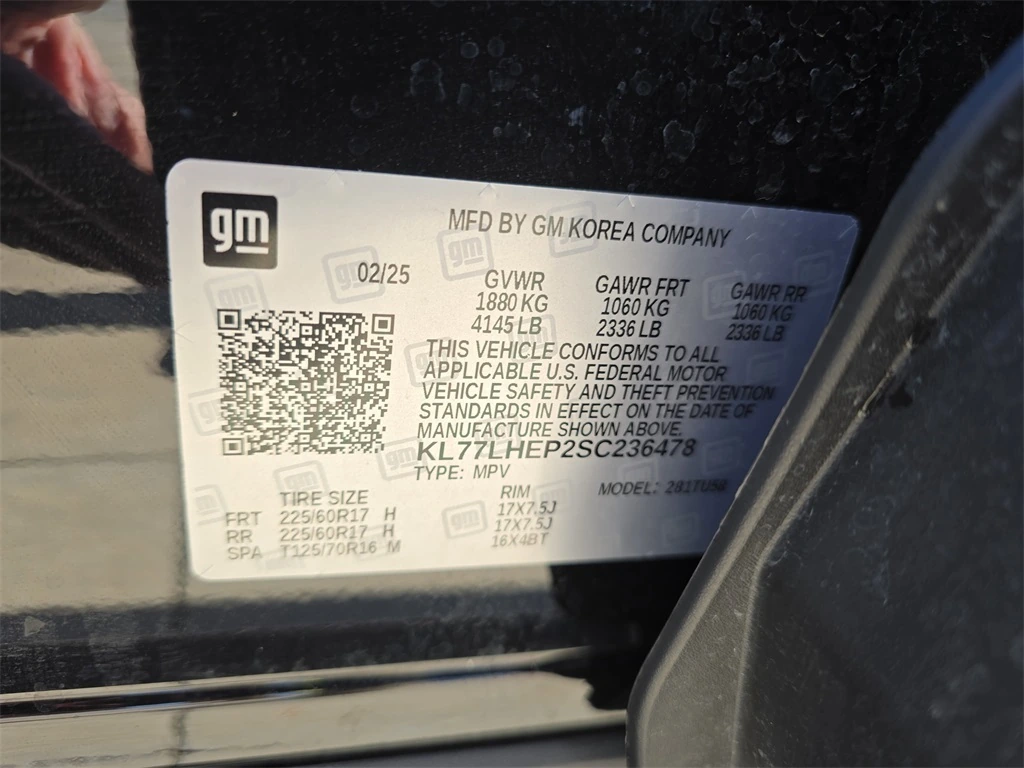 gm
MFD BY GM KOREA COMPANY
02/25 GVWR GAWR FRT GAWR RR
1880 KG 1060 KG 1060 KG
4145 LB 2336 LB 2336 LB
THIS VEHICLE CONFORMS TO ALL
APPLICABLE U.S. FEDERAL MOTOR
VEHICLE SAFETY AND THEFT PREVENTION
STANDARDS IN EFFECT ON THE DATE OF
MANUFACTURE SHOWN ABOVE.
KL77LHEP2SC236478
TYPE: MPV MODEL:
TIRE SIZE RIM
FRT 225/60R17 H 17X7.5J
RR 225/60R17 H 17X7.5J
SPA T125/70R16 M 16X4BT